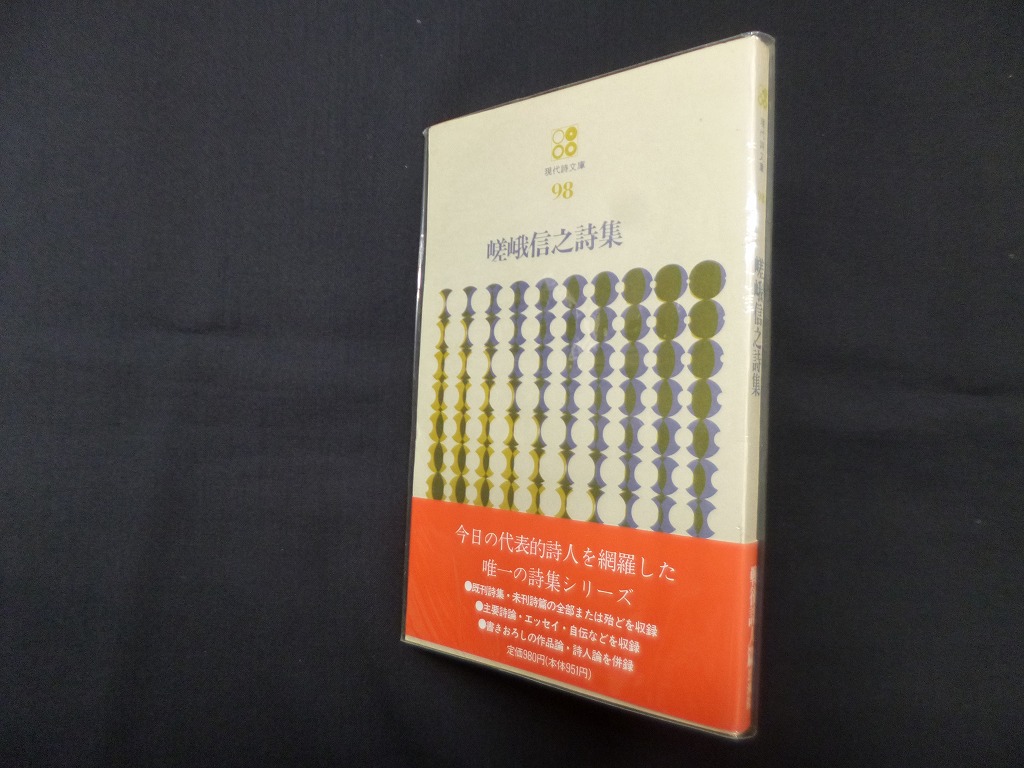 現代詩文庫
98
嵯峨信之詩集
今日の代表的詩人を網羅した
唯一の詩集シリーズ
●既刊詩集・未刊詩篇の全部または殆どを収録
●主要詩論・エッセイ・自伝などを収録
●書きおろしの作品論・詩人論を併録
定価980円(本体951円)
現代詩文庫
嵯峨信之詩集